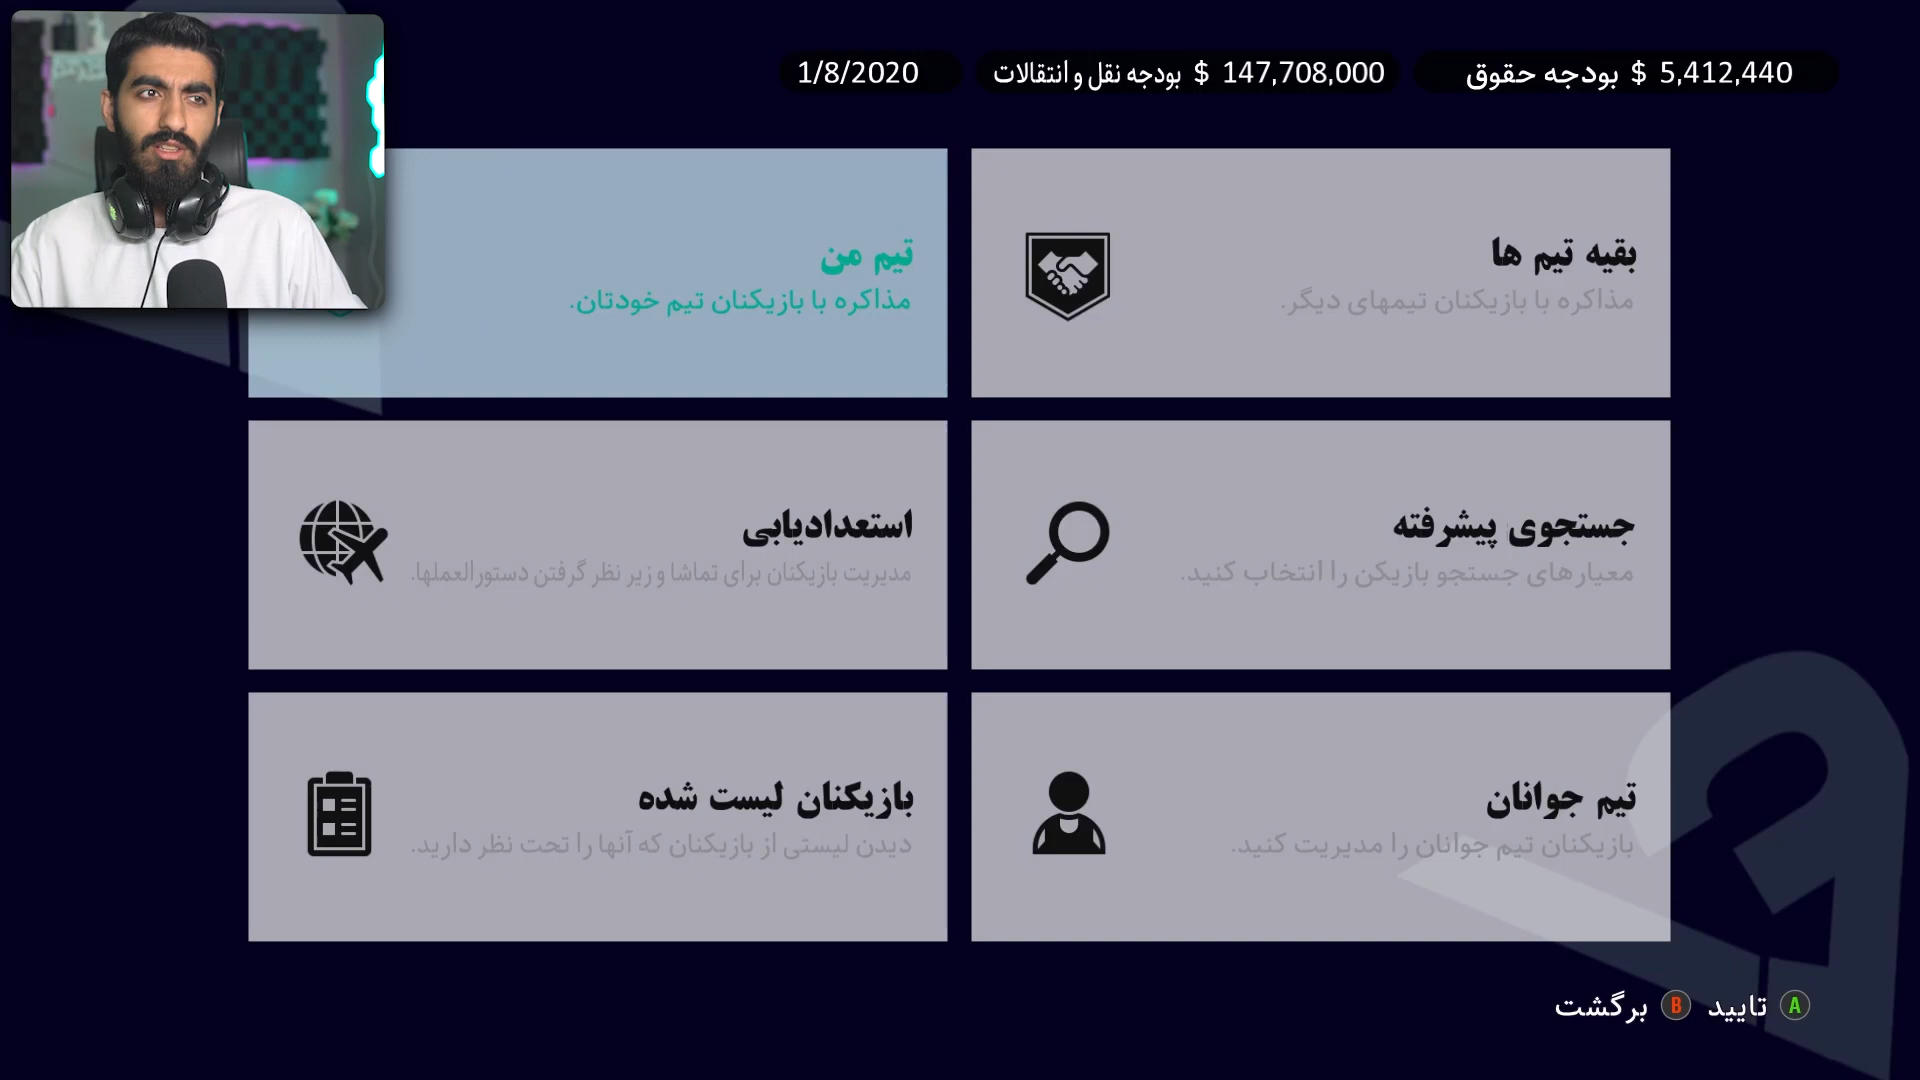 بودجه حقوق $ 5,412,440
بودجه نقل و انتقالات $ 147,708,000
1/8/2020
بقیه تیم ها
مذاکره با بازیکنان تیمهای دیگر.
تیم من
مذاکره با بازیکنان تیم خودتان.
جستجوی پیشرفته
معیارهای جستجو بازیکن را انتخاب کنید.
استعدادیابی
مدیریت بازیکنان برای تماشا و زیر نظر گرفتن دستورالعملها.
تیم جوانان
بازیکنان تیم جوانان را مدیریت کنید.
بازیکنان لیست شده
دیدن لیستی از بازیکنان که آنها را تحت نظر دارید.
A تایید B برگشت